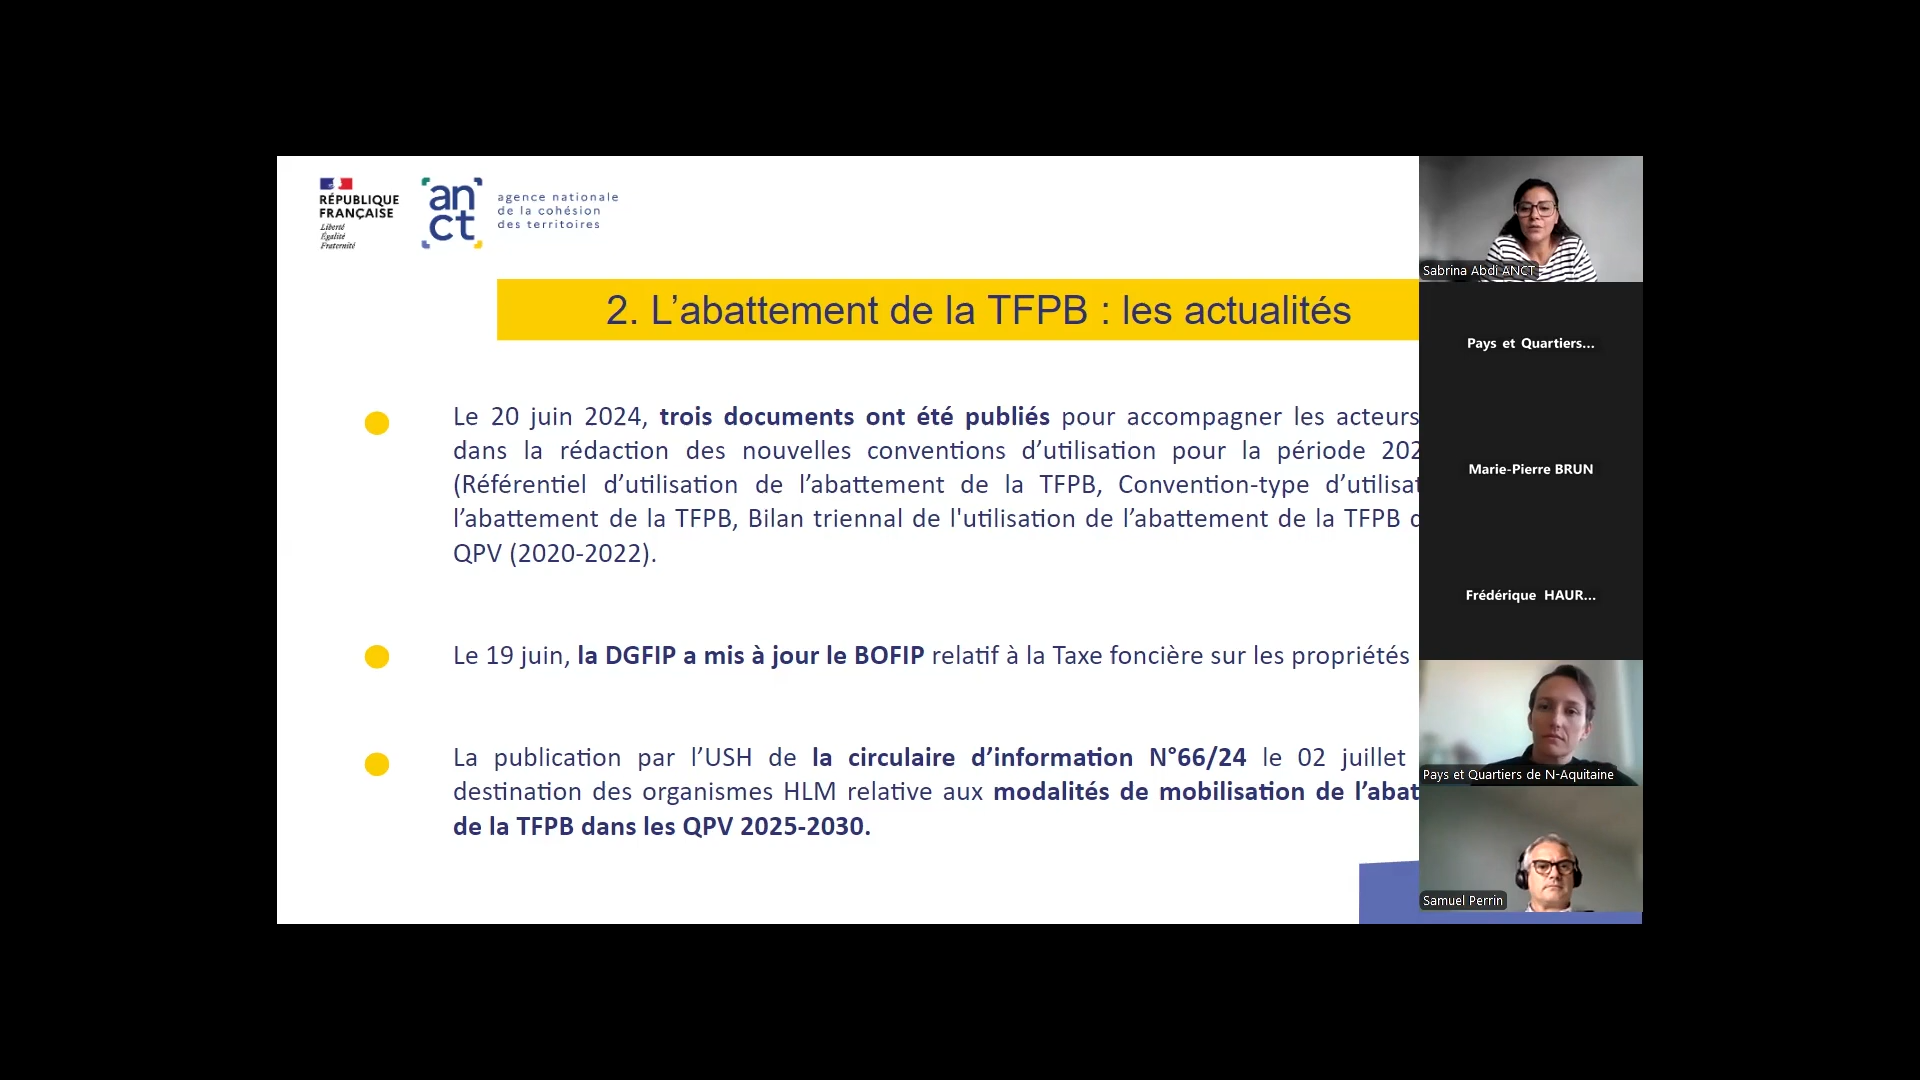 RÉPUBLIQUE
FRANÇAISE
Liberté
Égalité
Fraternité
an
ct
agence nationale
de la cohésion
des territoires
2. L’abattement de la TFPB : les actualités
Le 20 juin 2024, trois documents ont été publiés pour accompagner les acteurs
dans la rédaction des nouvelles conventions d’utilisation pour la période
(Référentiel d’utilisation de l’abattement de la TFPB, Convention-type
l’abattement de la TFPB, Bilan triennal de l'utilisation de l’abattement de la TFPB
QPV (2020-2022).
Le 19 juin, la DGFIP a mis à jour le BOFIP relatif à la Taxe foncière sur les propriétés
La publication par l’USH de la circulaire d’information N°66/24 le 02 juillet
destination des organismes HLM relative aux modalités de mobilisation de
de la TFPB dans les QPV 2025-2030.
Sabrina Abdi ANCT
Pays et Quartiers...
Marie-Pierre BRUN
Frédérique HAUR...
Pays et Quartiers de N-Aquitaine
Samuel Perrin